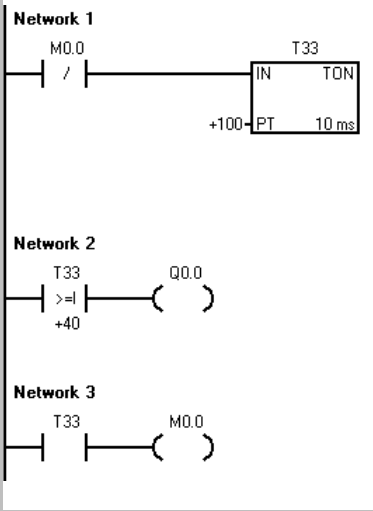 Network 1
M0.0
/
T33
IN TON
+100 PT 10 ms
Network 2
T33 Q0.0
>=I
+40
Network 3
T33 M0.0